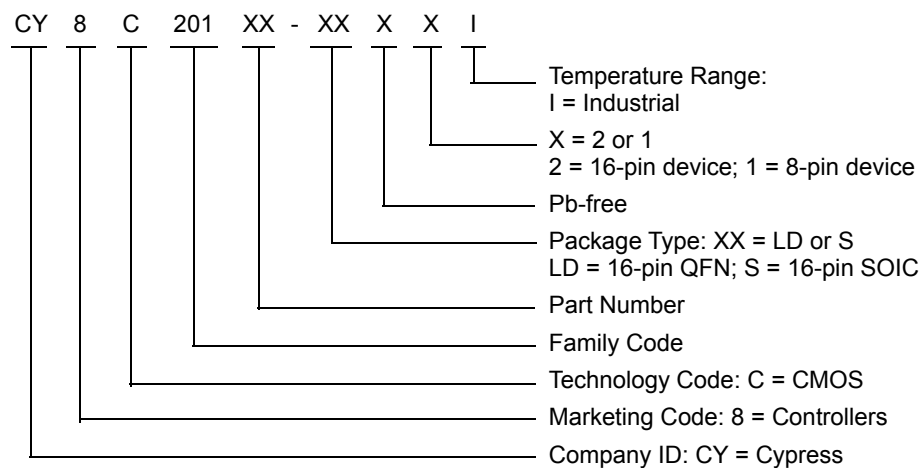 CY 8 C 201 XX - XX X X I
Temperature Range:
I = Industrial
X = 2 or 1
2 = 16-pin device; 1 = 8-pin device
Pb-free
Package Type: XX = LD or S
LD = 16-pin QFN; S = 16-pin SOIC
Part Number
Family Code
Technology Code: C = CMOS
Marketing Code: 8 = Controllers
Company ID: CY = Cypress